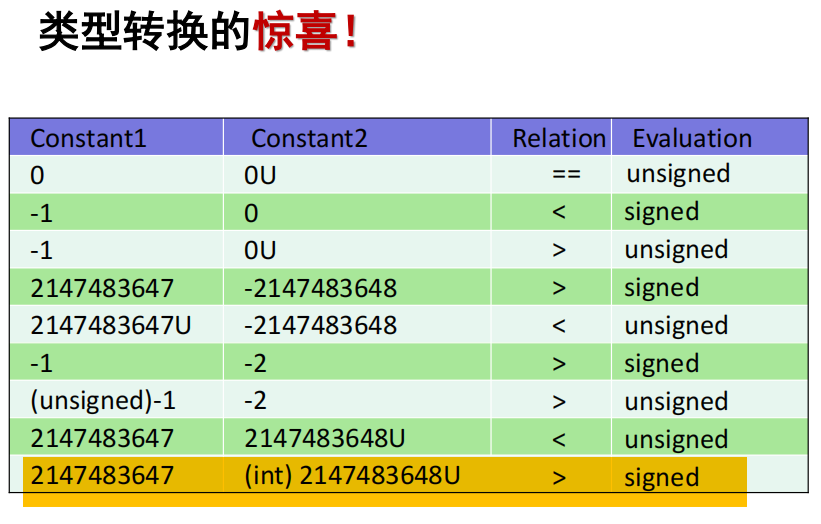 类型转换的惊喜！
Constant1 Constant2 Relation Evaluation
0 0U == unsigned
-1 0 < signed
-1 0U > unsigned
2147483647 -2147483648 > signed
2147483647U -2147483648 < unsigned
-1 -2 > signed
(unsigned)-1 -2 > unsigned
2147483647 2147483648U < unsigned
2147483647 (int) 2147483648U > signed